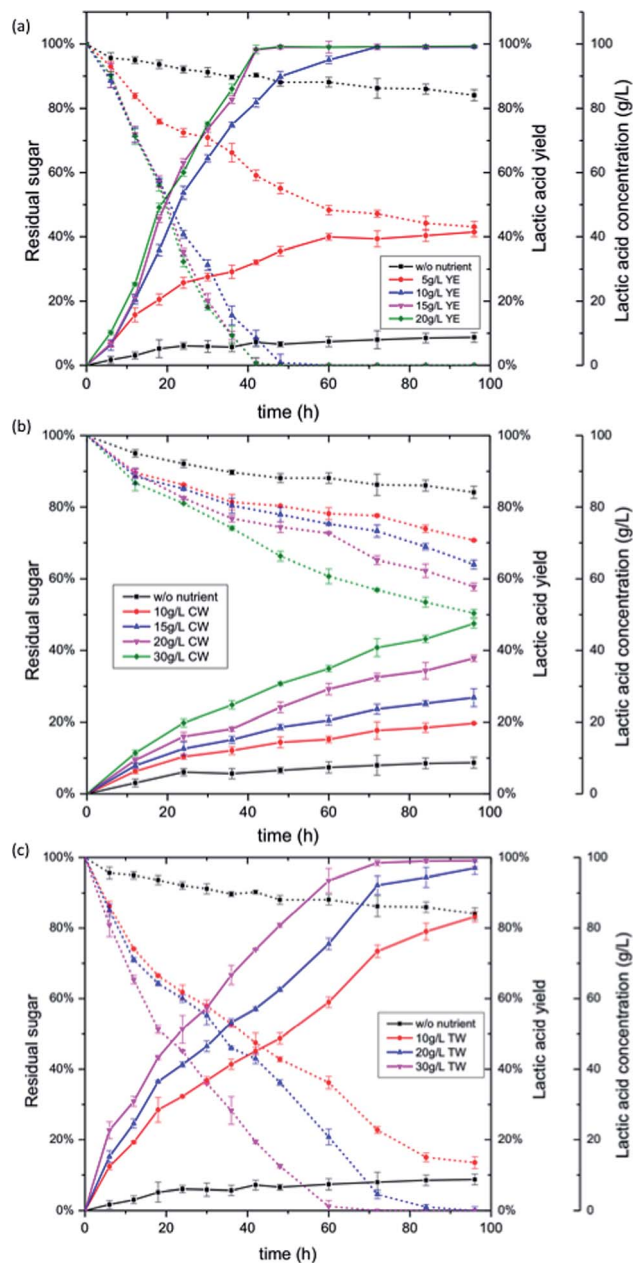 (a)
100%
80%
60%
40%
20%
0%
Residual sugar
0
20
40
60
80
100
time (h)
100%
80%
60%
40%
20%
0%
Lactic acid yield
100
80
60
40
20
0
Lactic acid concentration (g/L)
w/o nutrient
5g/L YE
10g/L YE
15g/L YE
20g/L YE
(b)
100%
80%
60%
40%
20%
0%
Residual sugar
0
20
40
60
80
100
time (h)
100%
80%
60%
40%
20%
0%
Lactic acid yield
100
80
60
40
20
0
Lactic acid concentration (g/L)
w/o nutrient
10g/L CW
15g/L CW
20g/L CW
30g/L CW
(c)
100%
80%
60%
40%
20%
0%
Residual sugar
0
20
40
60
80
100
time (h)
100%
80%
60%
40%
20%
0%
Lactic acid yield
100
80
60
40
20
0
Lactic acid concentration (g/L)
w/o nutrient
10g/L TW
20g/L TW
30g/L TW